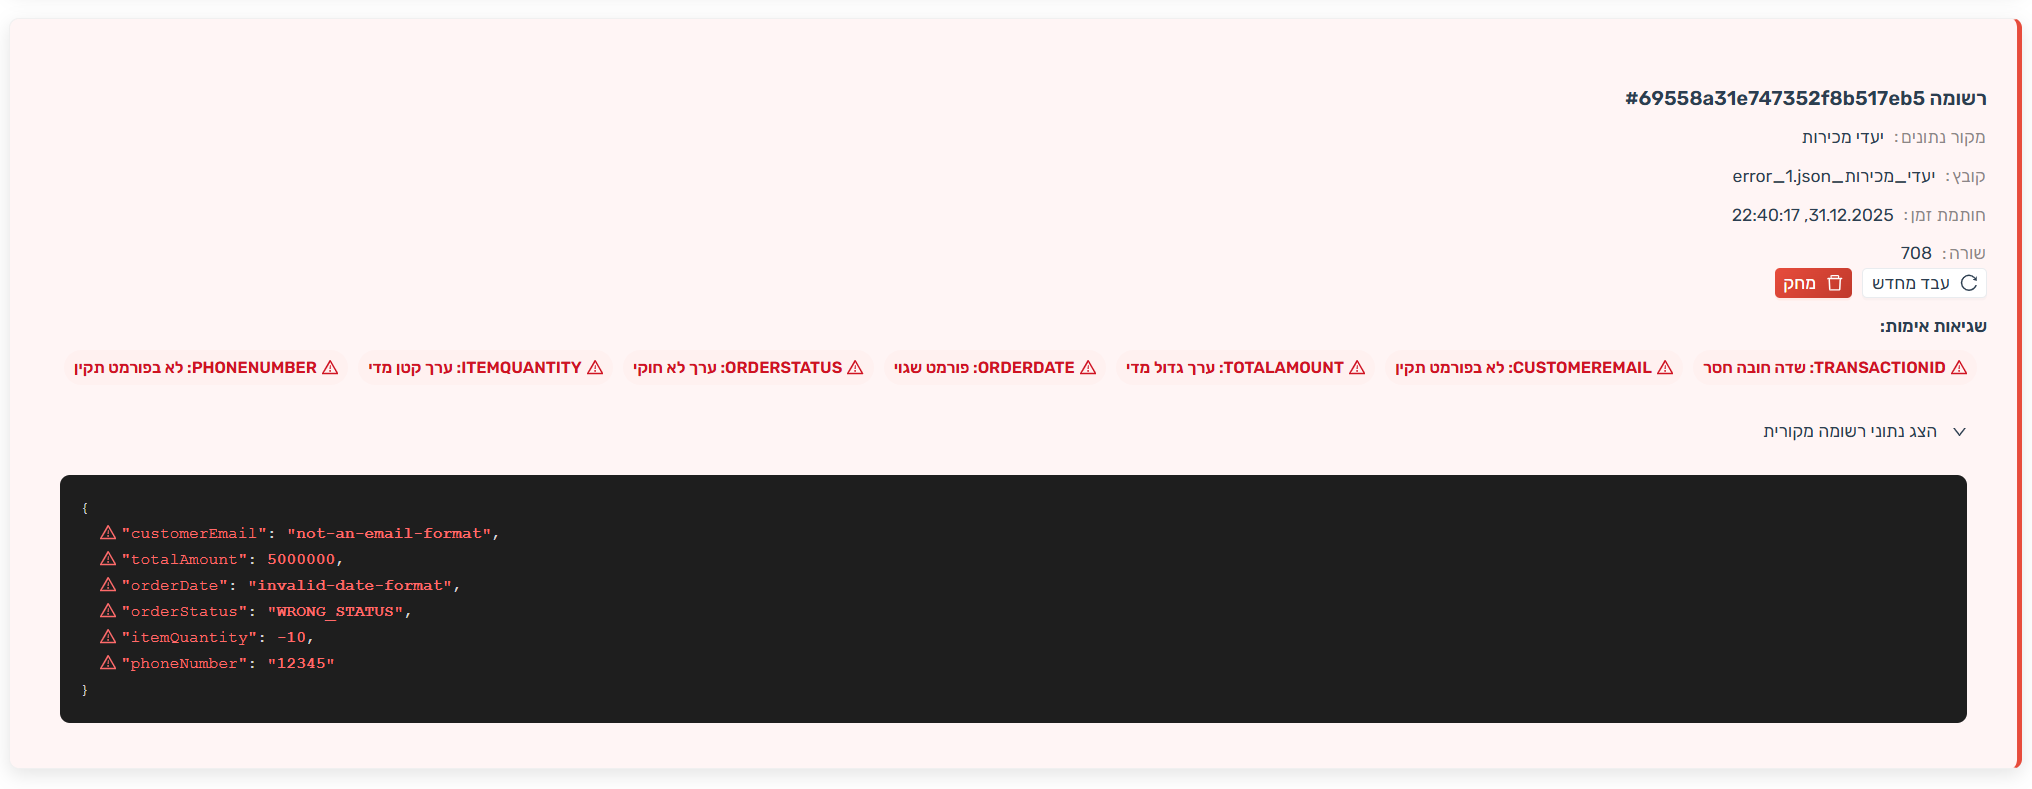 רשומה 69558a31e747352f8b517eb5#
מקור נתונים: יעדי מכירות
קובץ: יעדי_מכירות_error_1.json
חותמת זמן: 31.12.2025, 22:40:17
שורה: 708
עבד מחדש מחק
שגיאות אימות:
TRANSACTIONID: שדה חובה חסר CUSTOMEREMAIL: לא בפורמט תקין TOTALAMOUNT: ערך גדול מדי ORDERDATE: פורמט שגוי ORDERSTATUS: ערך לא חוקי ITEMQUANTITY: ערך קטן מדי PHONENUMBER: לא בפורמט תקין
הצג נתוני רשומה מקורית
{
"customerEmail": "not-an-email-format",
"totalAmount": 5000000,
"orderDate": "invalid-date-format",
"orderStatus": "WRONG_STATUS",
"itemQuantity": -10,
"phoneNumber": "12345"
}